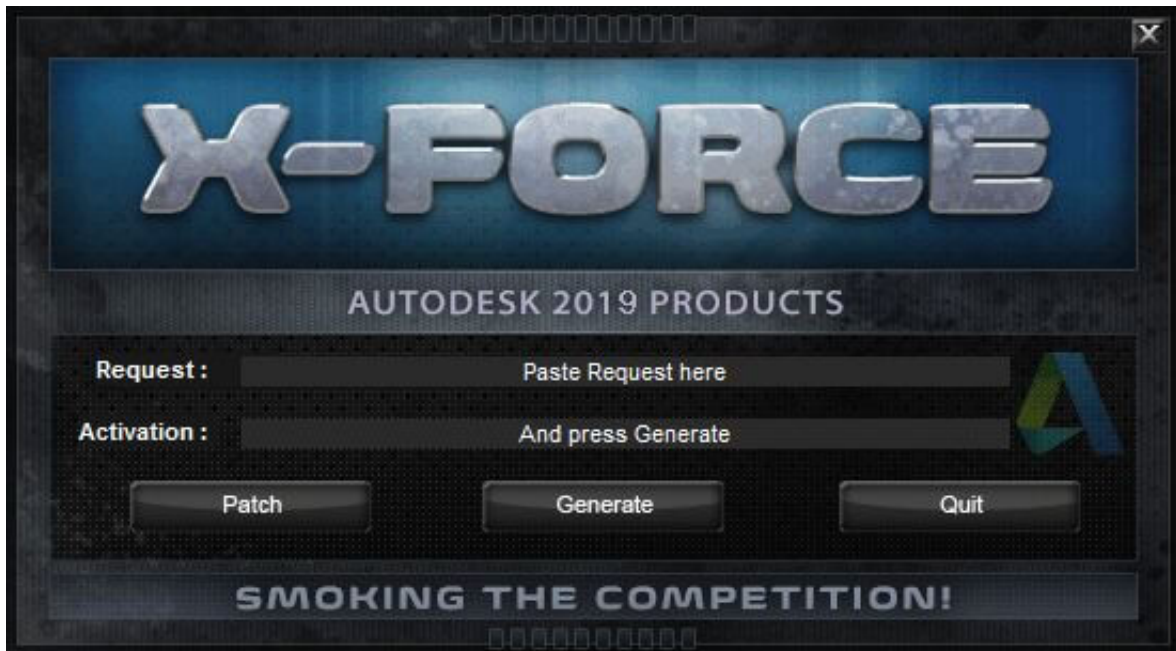 X-FORCE
AUTODESK 2019 PRODUCTS
Request : Paste Request here
Activation : And press Generate
Patch Generate Quit
SMOKING THE COMPETITION!